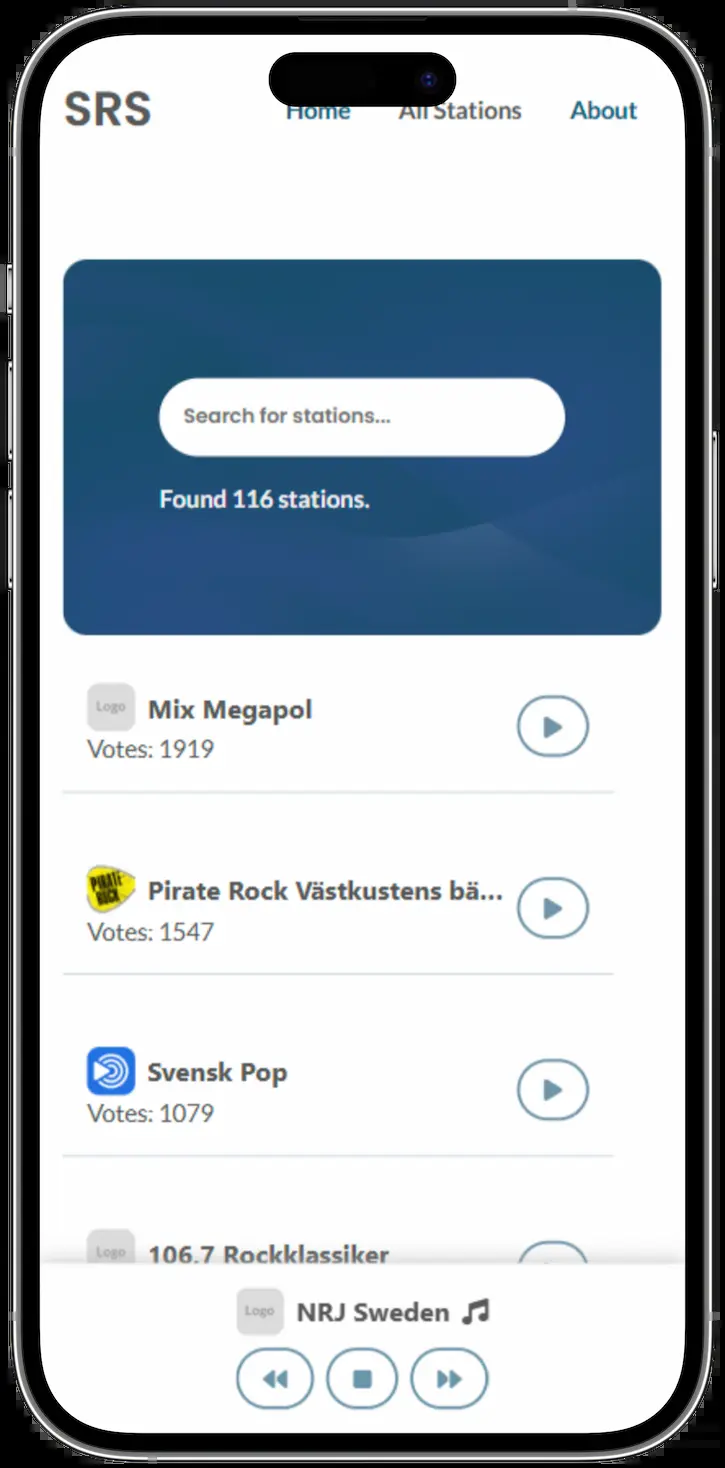 SRS
Home All Stations About
Search for stations...
Found 116 stations.
Logo
Mix Megapol
Votes: 1919
PIRATE ROCK
Pirate Rock Västkustens bä...
Votes: 1547
Svensk Pop
Votes: 1079
Logo
106.7 Rockklassiker
Logo
NRJ Sweden